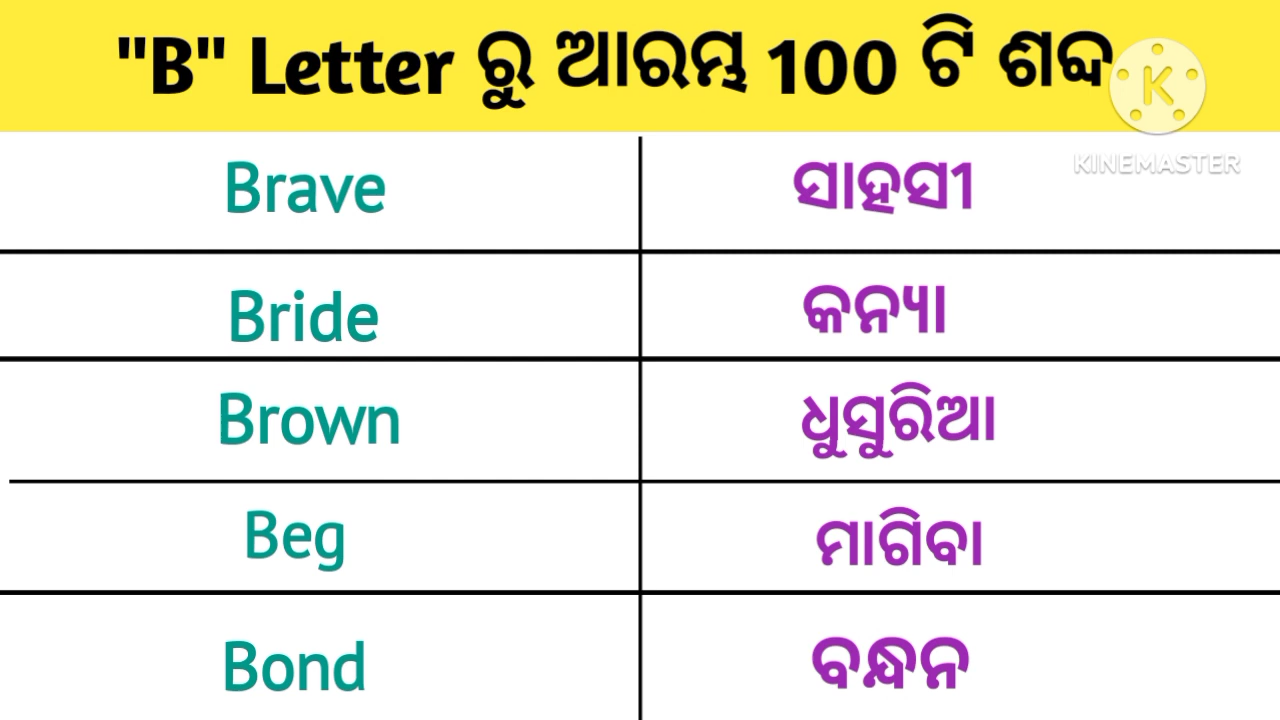 "B" Letter ରୁ ଆରମ୍ଭ 100 ଟି ଶବ୍ଦ
K
KINEMASTER
Brave ସାହସୀ
Bride କନ୍ୟା
Brown ଧୁସୁରିଆ
Beg ମାଗିବା
Bond ବନ୍ଧନ